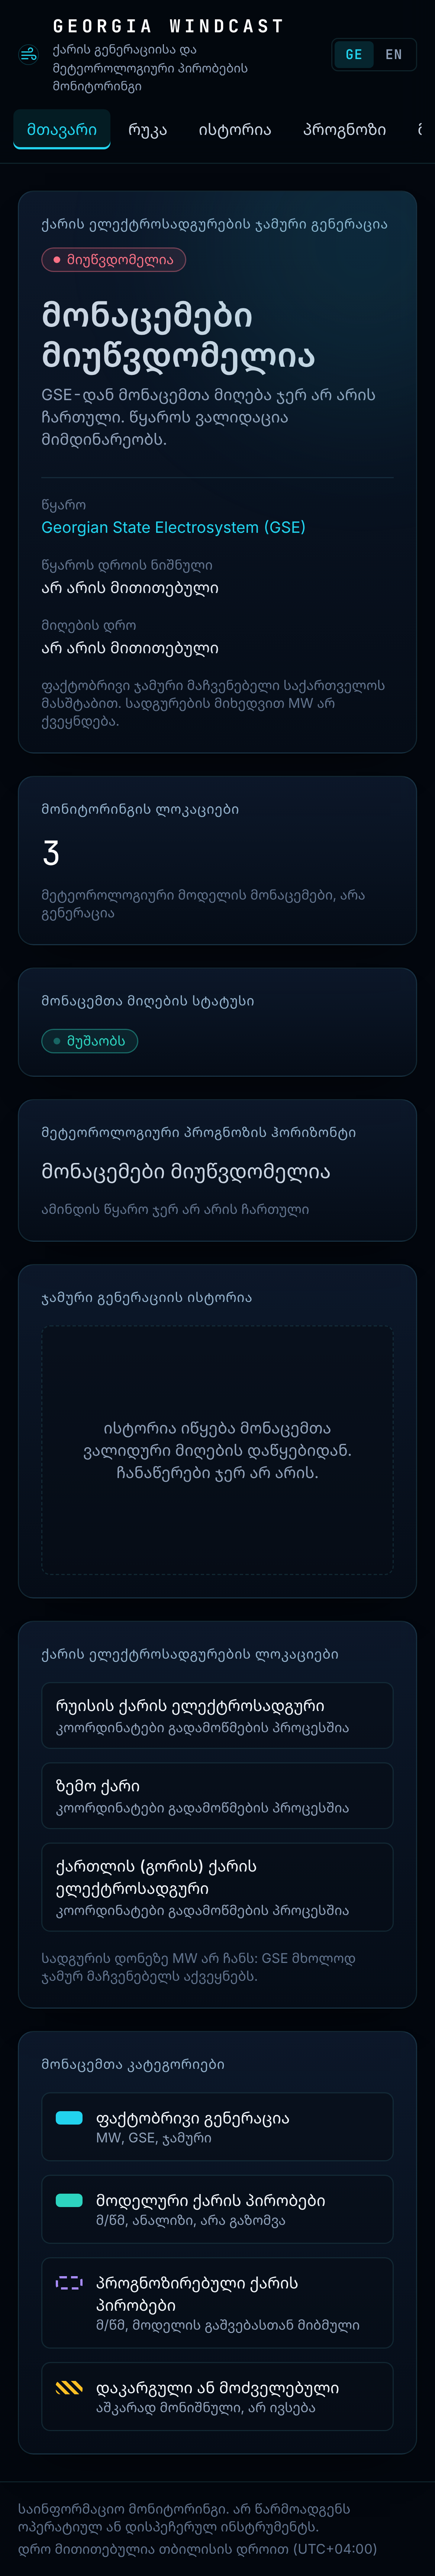 GEORGIA WINDCAST
ქარის გენერაციისა და
მეტეოროლოგიური პირობების
მონიტორინგი
GE EN
მთავარი რუკა ისტორია პროგნოზი
ქარის ელექტროსადგურების ჯამური გენერაცია
მიუწვდომელია
მონაცემები
მიუწვდომელია
GSE-დან მონაცემთა მიღება ჯერ არ არის
ჩართული. წყაროს ვალიდაცია
მიმდინარეობს.
წყარო
Georgian State Electrosystem (GSE)
წყაროს დროის ნიშნული
არ არის მითითებული
მიღების დრო
არ არის მითითებული
ფაქტობრივი ჯამური მაჩვენებელი საქართველოს
მასშტაბით. სადგურების მიხედვით MW არ
ქვეყნდება.
მონიტორინგის ლოკაციები
3
მეტეოროლოგიური მოდელის მონაცემები, არა
გენერაცია
მონაცემთა მიღების სტატუსი
მუშაობს
მეტეოროლოგიური პროგნოზის ჰორიზონტი
მონაცემები მიუწვდომელია
ამინდის წყარო ჯერ არ არის ჩართული
ჯამური გენერაციის ისტორია
ისტორია იწყება მონაცემთა
ვალიდური მიღების დაწყებიდან.
ჩანაწერები ჯერ არ არის.
ქარის ელექტროსადგურების ლოკაციები
რუისის ქარის ელექტროსადგური
კოორდინატები გადამოწმების პროცესშია
ზემო ქარი
კოორდინატები გადამოწმების პროცესშია
ქართლის (გორის) ქარის
ელექტროსადგური
კოორდინატები გადამოწმების პროცესშია
სადგურის დონეზე MW არ ჩანს: GSE მხოლოდ
ჯამურ მაჩვენებელს აქვეყნებს.
მონაცემთა კატეგორიები
ფაქტობრივი გენერაცია
MW, GSE, ჯამური
მოდელური ქარის პირობები
მ/წმ, ანალიზი, არა გაზომვა
პროგნოზირებული ქარის
პირობები
მ/წმ, მოდელის გაშვებასთან მიბმული
დაკარგული ან მოძველებული
აშკარად მონიშნული, არ ივსება
საინფორმაციო მონიტორინგი. არ წარმოადგენს
ოპერატიულ ან დისპეჩერულ ინსტრუმენტს.
დრო მითითებულია თბილისის დროით (UTC+04:00)